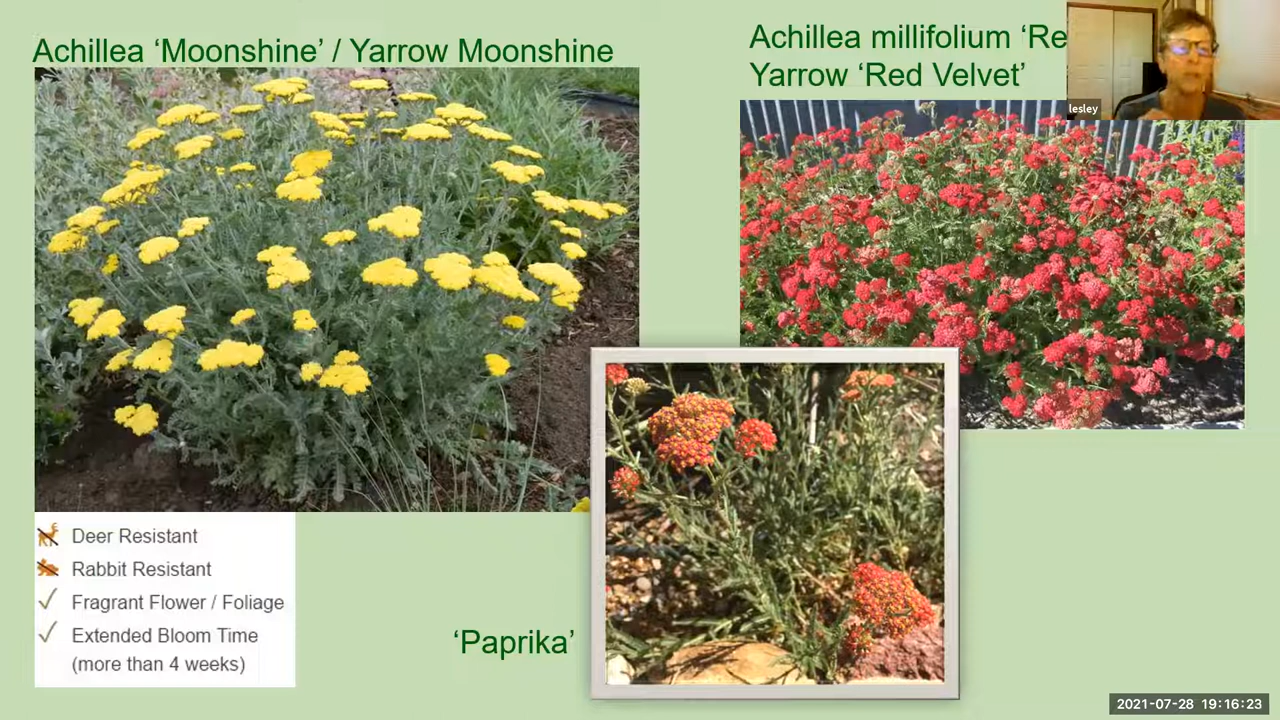 Achillea ‘Moonshine’ / Yarrow Moonshine
Achillea millifolium ‘Re
Yarrow ‘Red Velvet’
lesley
Deer Resistant
Rabbit Resistant
Fragrant Flower / Foliage
Extended Bloom Time
(more than 4 weeks)
‘Paprika’
2021-07-28 19:16:23